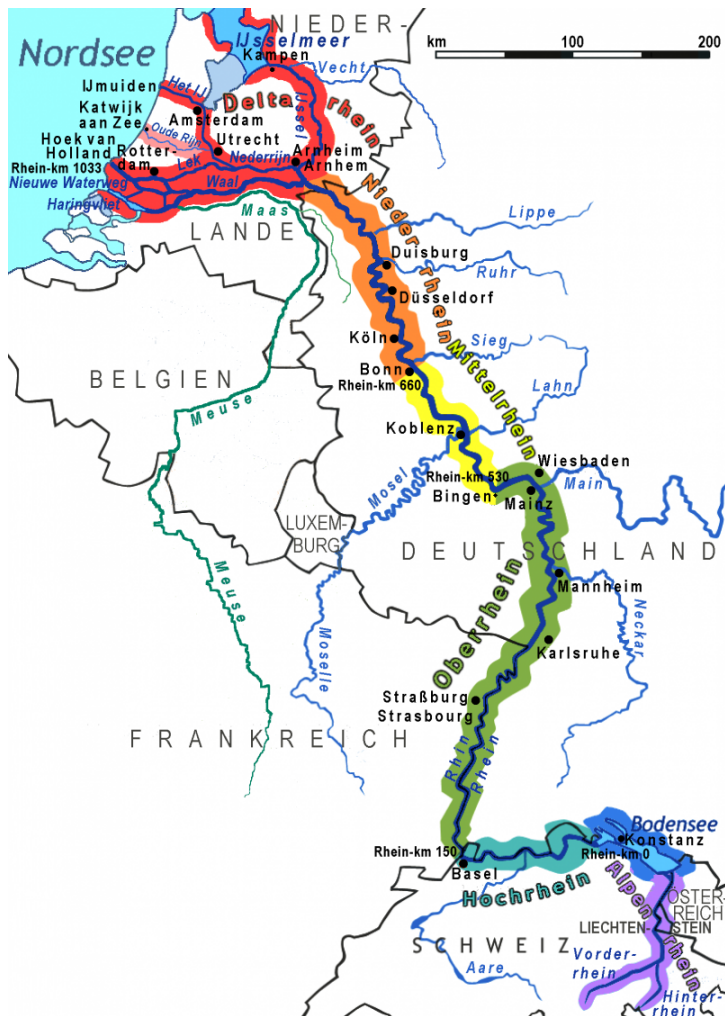 NIEDER-
Nordsee
IJsselmeer
km
100
200
Kampen
Vecht
IJmuiden
Het IJ
Delta
rhein
Katwijk
aan Zee
Amsterdam
IJssel
Oude Rijn
Utrecht
Hoek van
Holland
Rotter-
dam
Lek
Nederrijn
Arnheim
Arnhem
Rhein-km 1033
Nieuwe Waterweg
Waal
Haringvliet
Maas
LANDE
Nieder
rhein
Lippe
Duisburg
Ruhr
Düsseldorf
Köln
Sieg
Mittelrhein
Bonn
Rhein-km 660
BELGIEN
Lahn
Meuse
Koblenz
Wiesbaden
Rhein-km 530
Mosel
Bingen
Mainz
Main
LUXEM-
BURG
DEUTSCHLAND
Meuse
Mannheim
Oberrhein
Neckar
Moselle
Karlsruhe
Straßburg
Strasbourg
FRANKREICH
Rhin
Rhein
Bodensee
Konstanz
Rhein-km 150
Rhein-km 0
Basel
Hochrhein
Alpen
rhein
ÖSTER-
REICH
LIECHTEN-
STEIN
SCHWEIZ
Vorder-
rhein
Aare
Hinter-
rhein